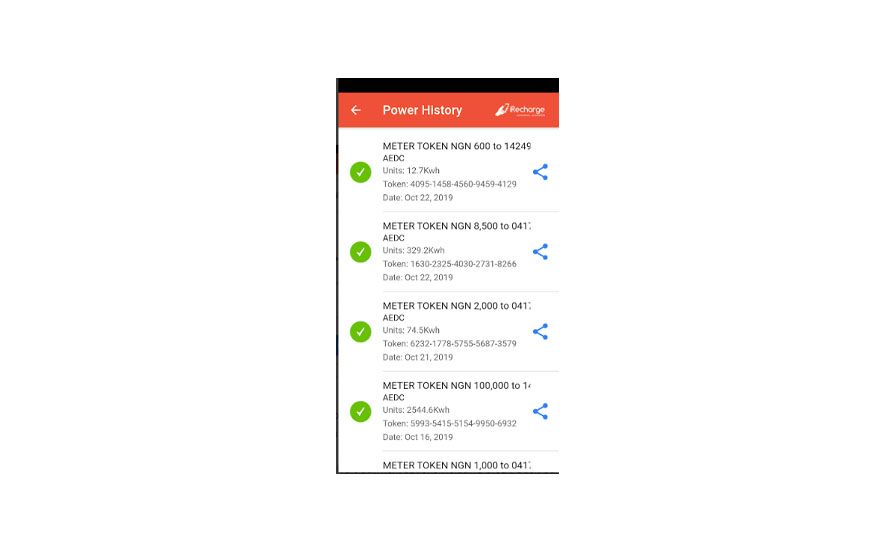 Power History
iRecharge
METER TOKEN NGN 600 to 14249
AEDC
Units: 12.7Kwh
Token: 4095-1458-4560-9459-4129
Date: Oct 22, 2019
METER TOKEN NGN 8,500 to 041
AEDC
Units: 329.2Kwh
Token: 1630-2325-4030-2731-8266
Date: Oct 22, 2019
METER TOKEN NGN 2,000 to 041
AEDC
Units: 74.5Kwh
Token: 6232-1778-5755-5687-3579
Date: Oct 21, 2019
METER TOKEN NGN 100,000 to 1
AEDC
Units: 2544.6Kwh
Token: 5993-5415-5154-9950-6932
Date: Oct 16, 2019
METER TOKEN NGN 1,000 to 041